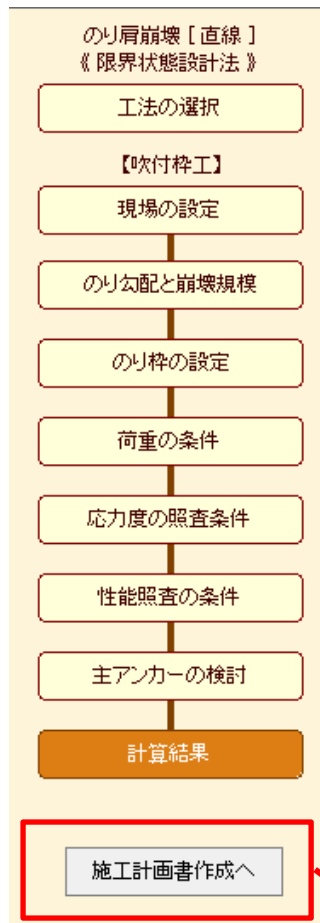 のり肩崩壊 [ 直線 ]
《 限界状態設計法 》
工法の選択
【吹付枠工】
現場の設定
のり勾配と崩壊規模
のり枠の設定
荷重の条件
応力度の照査条件
性能照査の条件
主アンカーの検討
計算結果
施工計画書作成へ